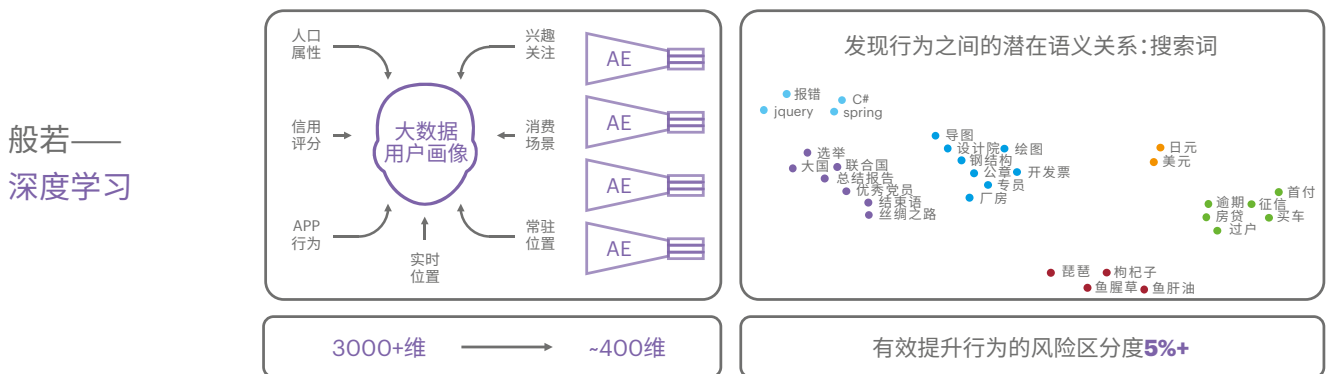 般若——
深度学习
人口
属性
兴趣
关注
信用
评分
大数据
用户画像
消费
场景
APP
行为
实时
位置
常驻
位置
AE
AE
AE
AE
3000+维
~400维
发现行为之间的潜在语义关系：搜索词
报错
C#
jquery
spring
选举
大国
联合国
总结报告
优秀党员
结束语
丝绸之路
导图
设计院
绘图
钢结构
公章
开发票
专员
厂房
日元
美元
首付
逾期
征信
房贷
买车
过户
琵琶
枸杞子
鱼腥草
鱼肝油
有效提升行为的风险区分度5%+